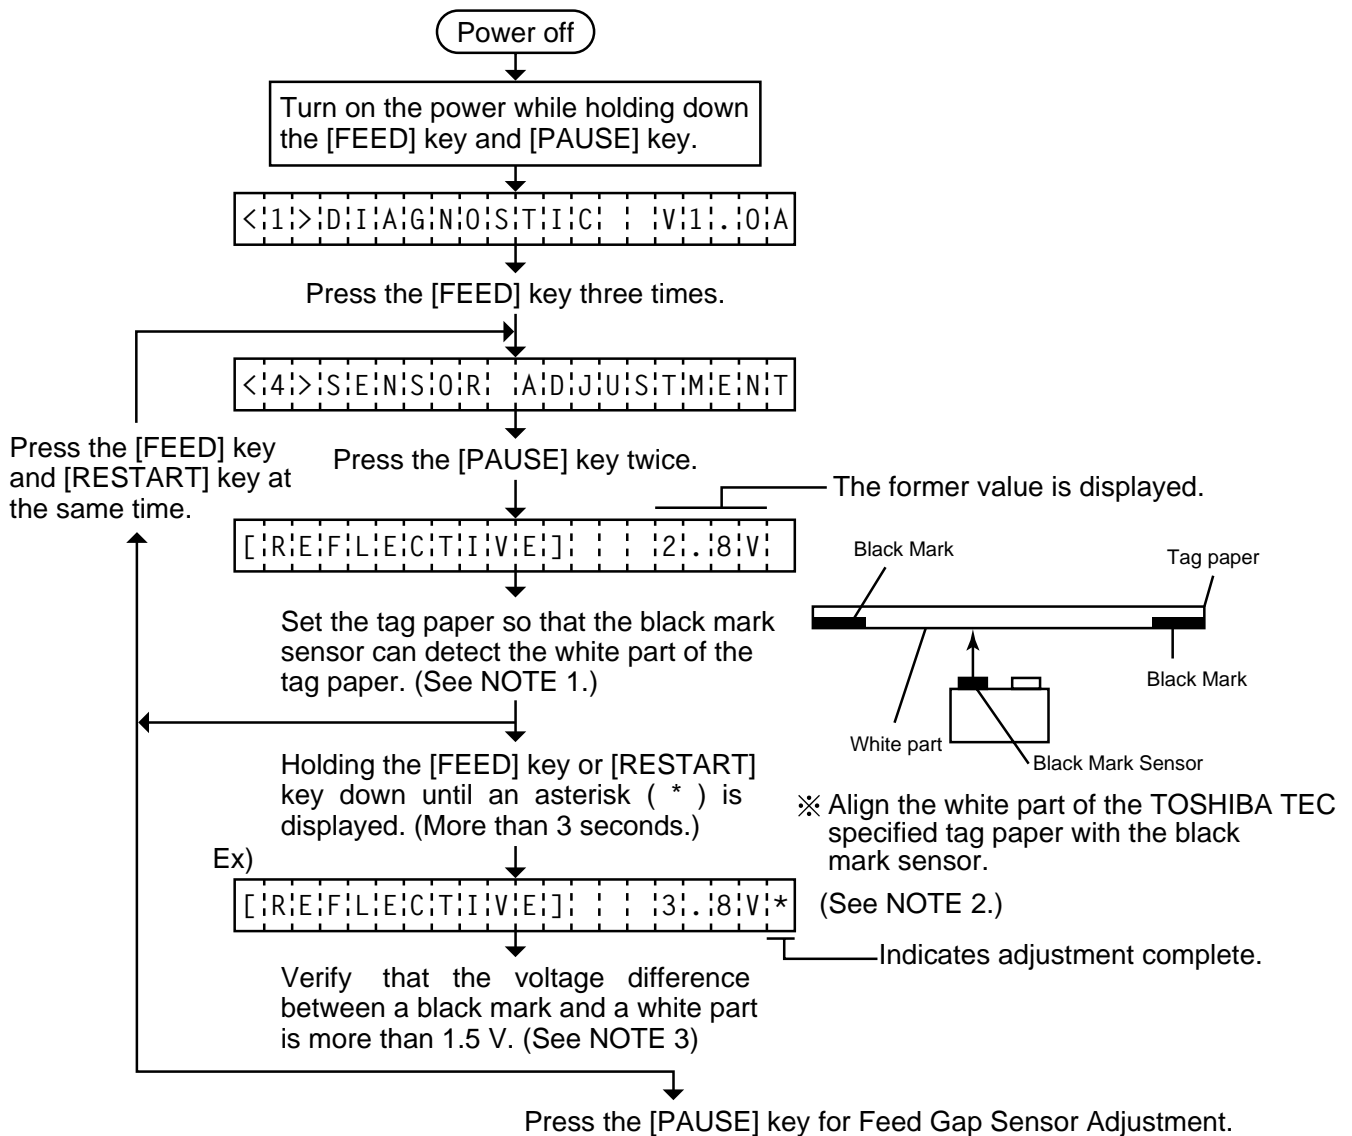 Power off
Turn on the power while holding down
the [FEED] key and [PAUSE] key.
<1>DIAGNOSTIC  V1.0A
Press the [FEED] key three times.
<4>SENSOR ADJUSTMENT
Press the [FEED] key
and [RESTART] key at
the same time.
Press the [PAUSE] key twice.
The former value is displayed.
[REFLECTIVE]   2.8V
Black Mark
Tag paper
Set the tag paper so that the black mark
sensor can detect the white part of the
tag paper. (See NOTE 1.)
Black Mark
White part
Black Mark Sensor
Holding the [FEED] key or [RESTART]
key down until an asterisk ( * ) is
displayed. (More than 3 seconds.)
※ Align the white part of the TOSHIBA TEC
specified tag paper with the black
mark sensor.
(See NOTE 2.)
Ex)
[REFLECTIVE]   3.8V*
Indicates adjustment complete.
Verify that the voltage difference
between a black mark and a white part
is more than 1.5 V. (See NOTE 3)
Press the [PAUSE] key for Feed Gap Sensor Adjustment.